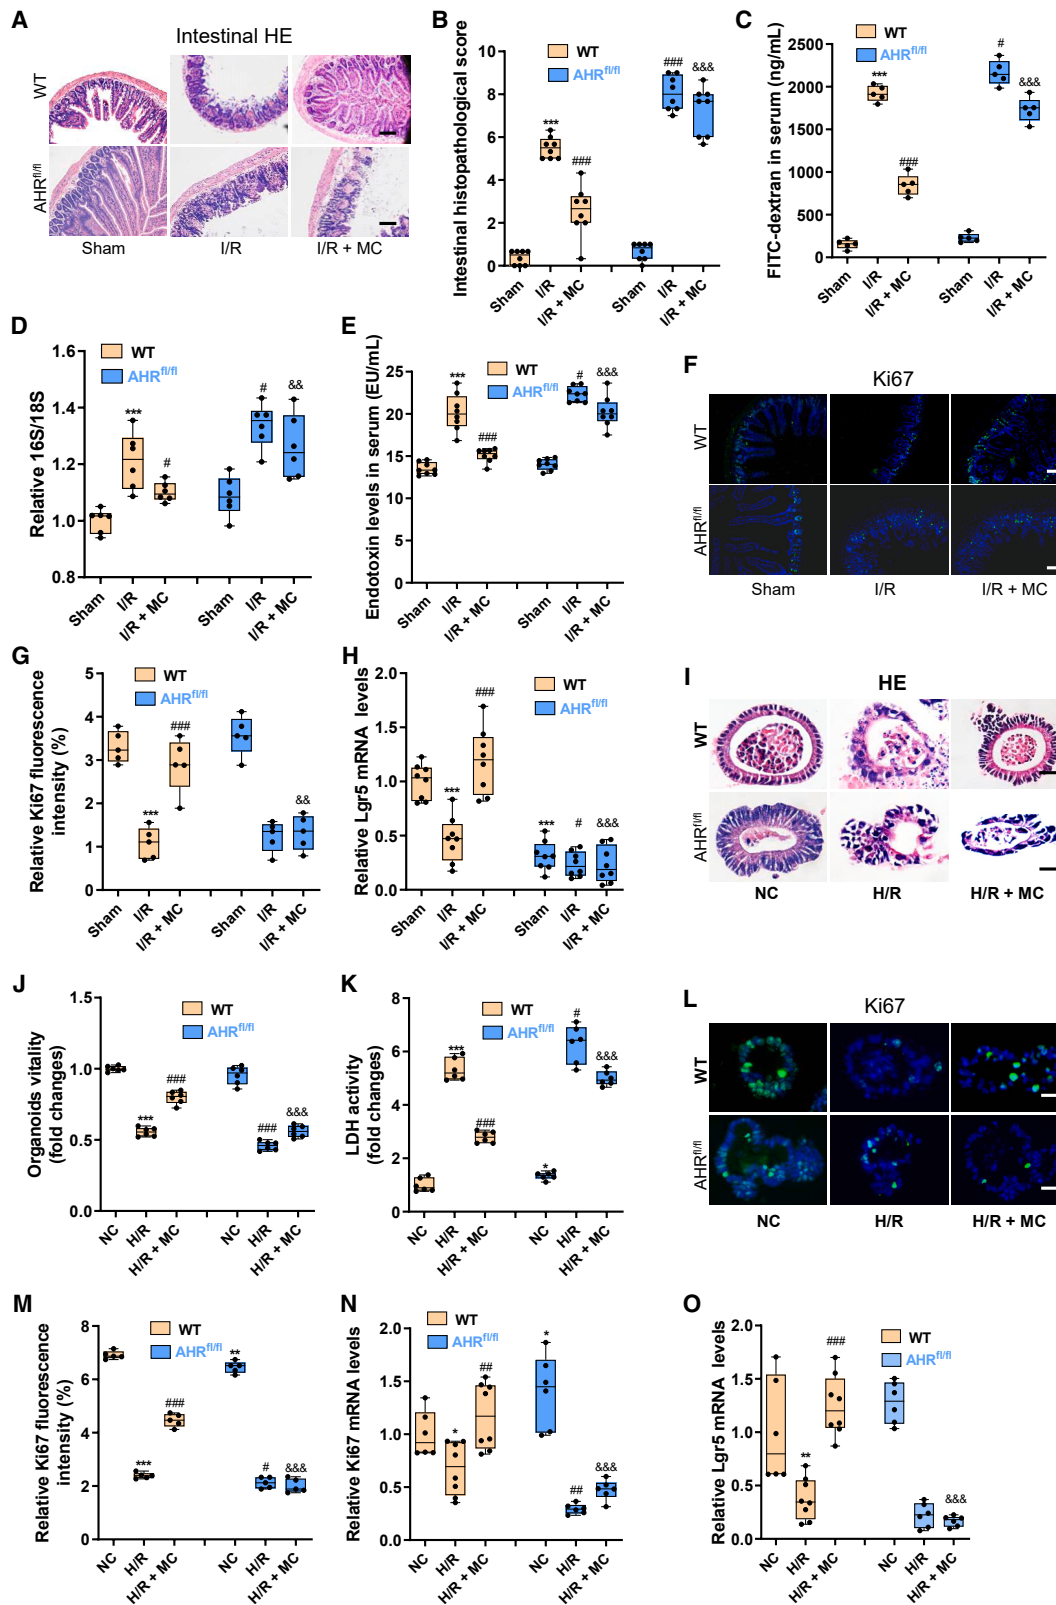 A
Intestinal HE
WT
AHRfl/fl
Sham
I/R
I/R + MC
B
Intestinal histopathological score
10
8
6
4
2
0
WT
AHRfl/fl
***
###
###
&&&
Sham
I/R
I/R + MC
Sham
I/R
I/R + MC
C
FITC-dextran in serum (ng/mL)
2500
2000
1500
1000
500
0
WT
AHRfl/fl
***
###
#
&&&
Sham
I/R
I/R + MC
Sham
I/R
I/R + MC
D
Relative 16S/18S
1.6
1.4
1.2
1.0
0.8
WT
AHRfl/fl
***
#
#
&&
Sham
I/R
I/R + MC
Sham
I/R
I/R + MC
E
Endotoxin levels in serum (EU/mL)
25
20
15
10
5
0
WT
AHRfl/fl
***
###
#
&&&
Sham
I/R
I/R + MC
Sham
I/R
I/R + MC
F
Ki67
WT
AHRfl/fl
Sham
I/R
I/R + MC
G
Relative Ki67 fluorescence
intensity (%)
5
4
3
2
1
0
WT
AHRfl/fl
***
###
&&
Sham
I/R
I/R + MC
Sham
I/R
I/R + MC
H
Relative Lgr5 mRNA levels
2.0
1.5
1.0
0.5
0.0
WT
AHRfl/fl
***
###
***
#
&&&
Sham
I/R
I/R + MC
Sham
I/R
I/R + MC
I
HE
WT
AHRfl/fl
NC
H/R
H/R + MC
J
Organoids vitality
(fold changes)
1.5
1.0
0.5
0.0
WT
AHRfl/fl
***
###
###
&&&
NC
H/R
H/R + MC
NC
H/R
H/R + MC
K
LDH activity
(fold changes)
8
6
4
2
0
WT
AHRfl/fl
***
###
*
#
&&&
NC
H/R
H/R + MC
NC
H/R
H/R + MC
L
Ki67
WT
AHRfl/fl
NC
H/R
H/R + MC
M
Relative Ki67 fluorescence
intensity (%)
8
6
4
2
0
WT
AHRfl/fl
***
###
**
#
&&&
NC
H/R
H/R + MC
NC
H/R
H/R + MC
N
Relative Ki67 mRNA levels
2.0
1.5
1.0
0.5
0.0
WT
AHRfl/fl
*
##
*
##
&&&
NC
H/R
H/R + MC
NC
H/R
H/R + MC
O
Relative Lgr5 mRNA levels
2.0
1.5
1.0
0.5
0.0
WT
AHRfl/fl
**
###
&&&
NC
H/R
H/R + MC
NC
H/R
H/R + MC